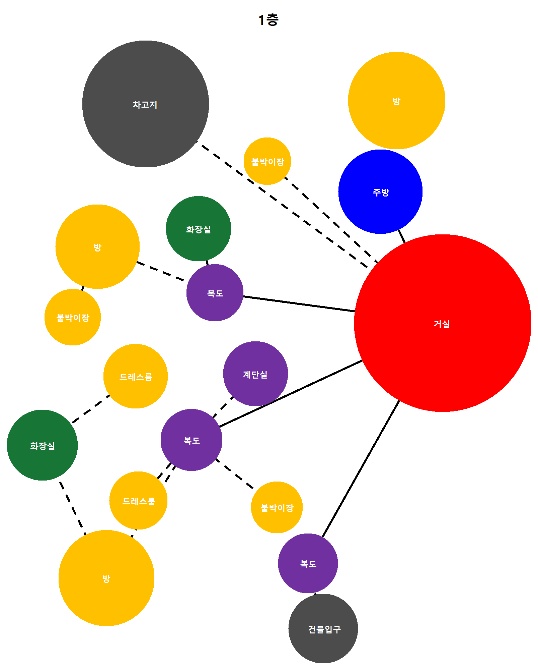 1층
차고지
방
붙박이장
주방
화장실
방
복도
붙박이장
거실
드레스룸
계단실
화장실
복도
드레스룸
붙박이장
방
복도
건물입구